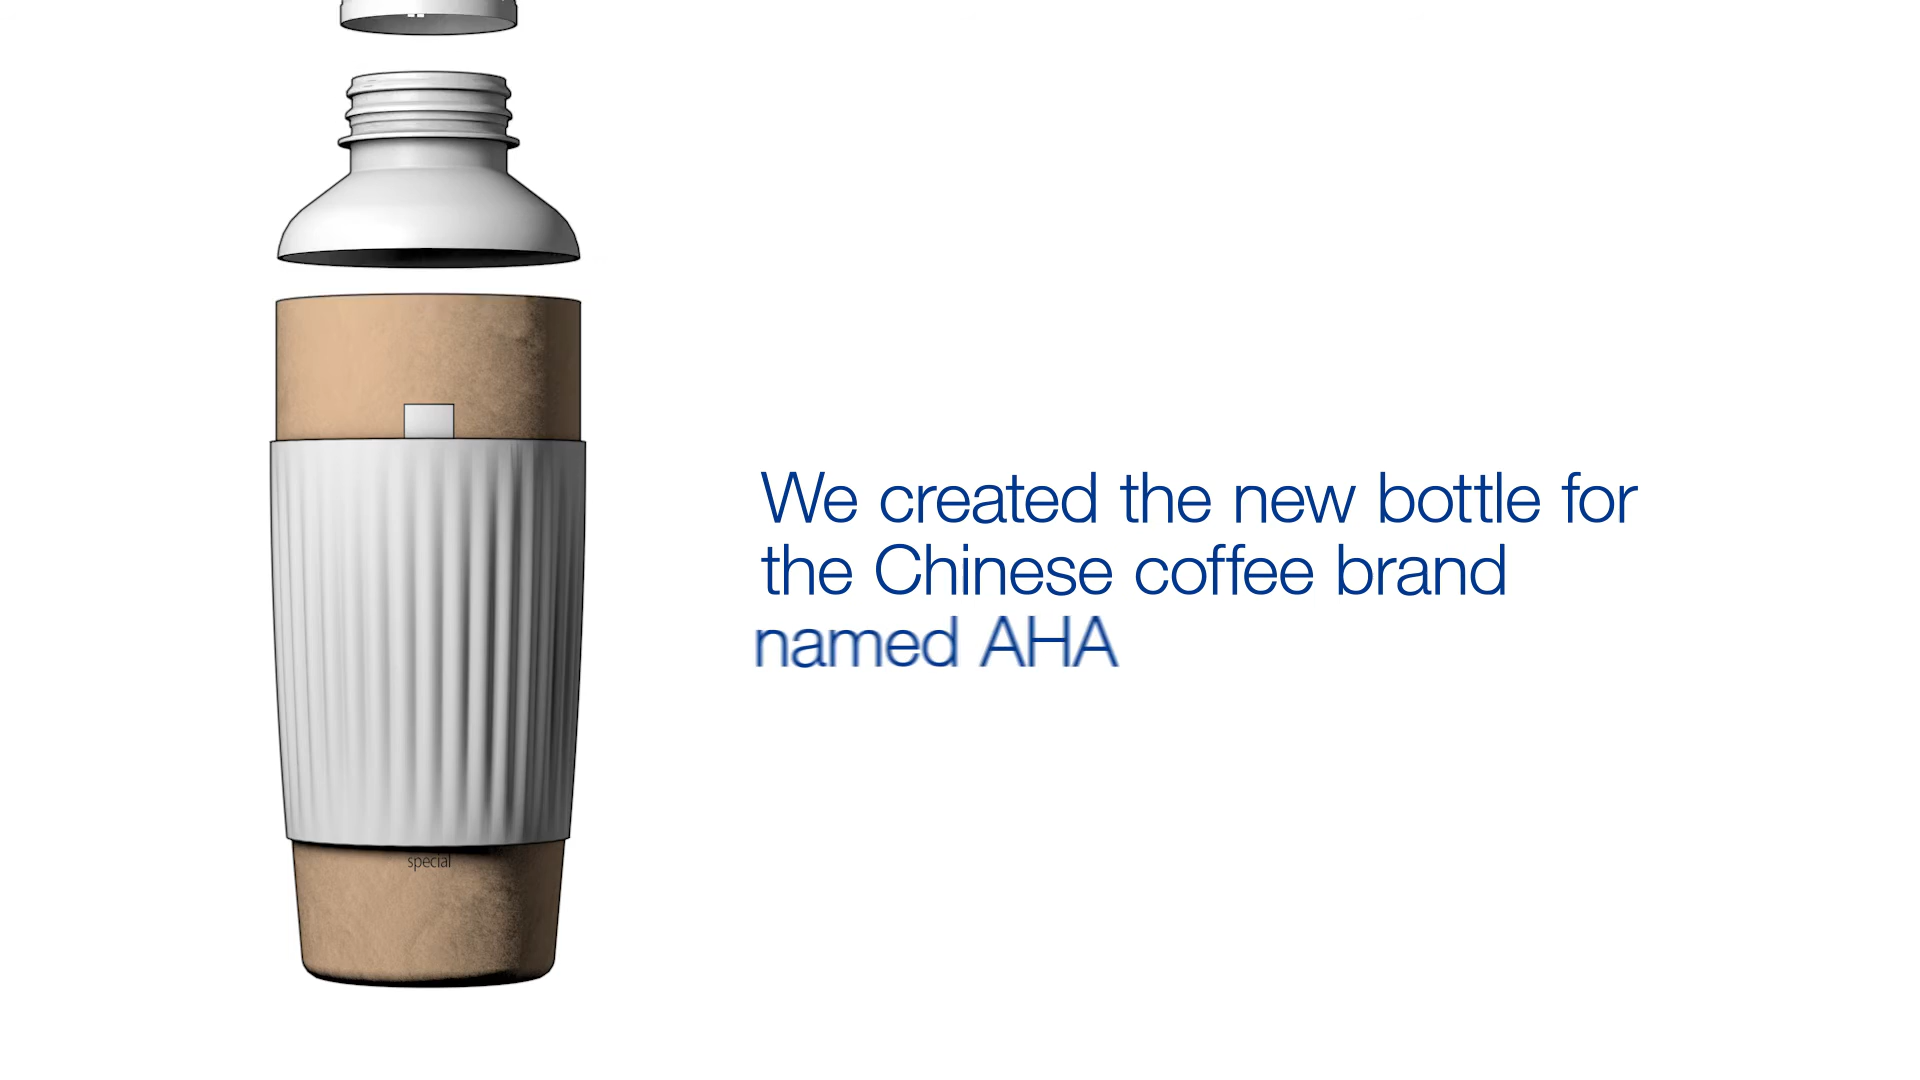 We created the new bottle for
the Chinese coffee brand
named AHA
special